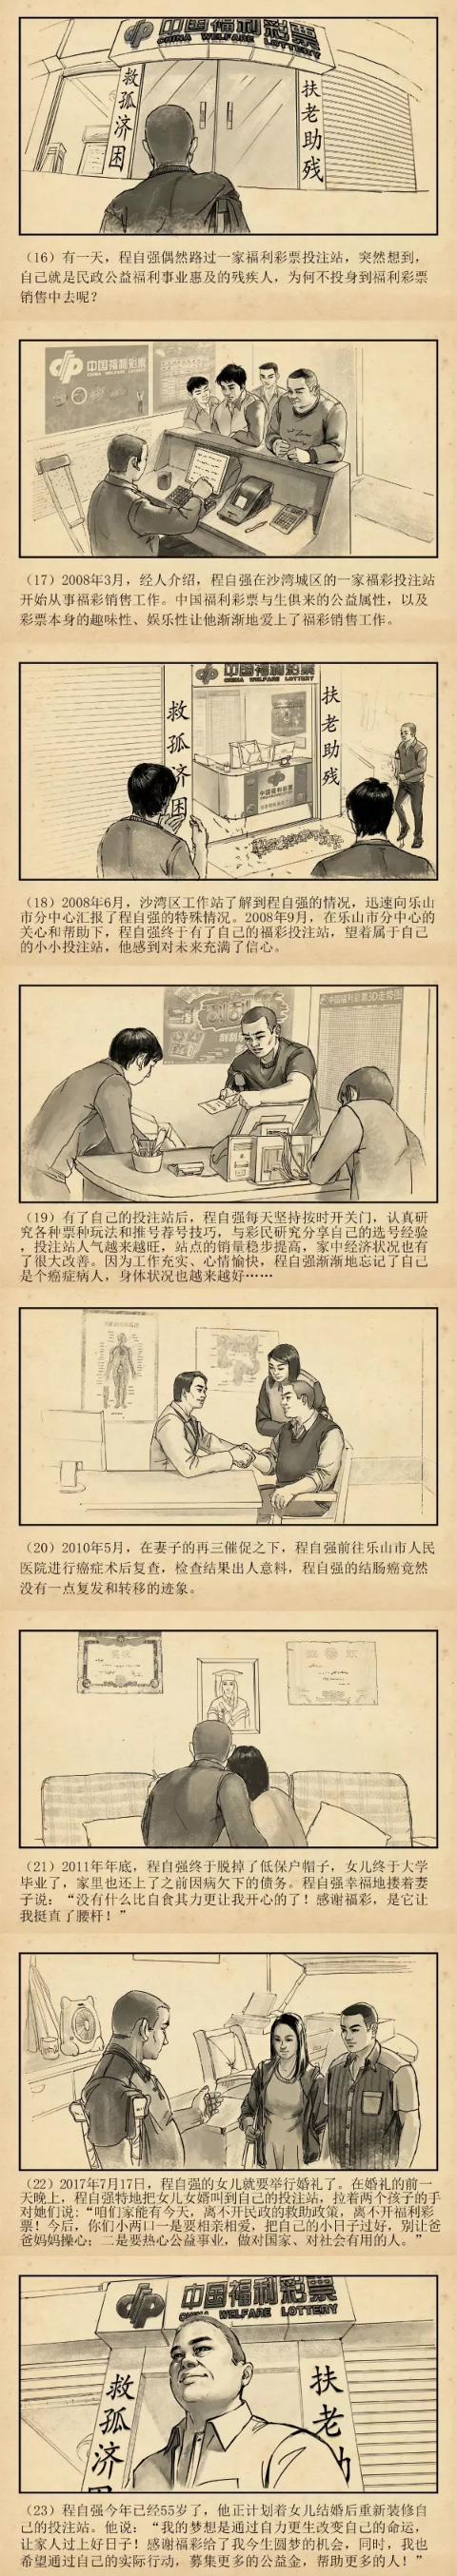 中国福利彩票
CHINA WELFARE LOTTERY
救孤济困
扶老助残
（16）有一天，程自强偶然路过一家福利彩票投注站，突然想到，
自己就是民政公益福利事业惠及的残疾人，为何不投身到福利彩票
销售中去呢？
中国福利彩票
CHINA WELFARE LOTTERY
（17）2008年3月，经人介绍，程自强在沙湾城区的一家福彩投注站
开始从事福彩销售工作。中国福利彩票与生俱来的公益属性，以及
彩票本身的趣味性、娱乐性让他渐渐地爱上了福彩销售工作。
中国福利彩票
CHINA WELFARE LOTTERY
救孤济困
扶老助残
中国福利彩票
（18）2008年6月，沙湾区工作站了解到程自强的情况，迅速向乐山
市分中心汇报了程自强的特殊情况。2008年9月，在乐山市分中心的
关心和帮助下，程自强终于有了自己的福彩投注站，望着属于自己
的小小投注站，他感到对未来充满了信心。
中国福利彩票3D走势图
（19）有了自己的投注站后，程自强每天坚持按时开关门，认真研
究各种票种玩法和推号荐号技巧，与彩民研究分享自己的选号经验
，投注站人气越来越旺，站点的销量稳步提高，家中经济状况也有
了很大改善。因为工作充实、心情愉快，程自强渐渐地忘记了自己
是个癌症病人，身体状况也越来越好……
（20）2010年5月，在妻子的再三催促之下，程自强前往乐山市人民
医院进行癌症术后复查，检查结果出人意料，程自强的结肠癌竟然
没有一点复发和转移的迹象。
（21）2011年年底，程自强终于脱掉了低保户帽子，女儿终于大学
毕业了，家里也还上了之前因病欠下的债务。程自强幸福地搂着妻
子说：“没有什么比自食其力更让我开心的了！感谢福彩，是它让
我挺直了腰杆！”
（22）2017年7月17日，程自强的女儿就要举行婚礼了。在婚礼的前一
天晚上，程自强特地把女儿女婿叫到自己的投注站，拉着两个孩子的手
对她们说：“咱们家能有今天，离不开民政的救助政策，离不开福利彩
票！今后，你们小两口一是要相亲相爱，把自己的小日子过好，别让爸
爸妈妈操心；二是要热心公益事业，做对国家、对社会有用的人。”
中国福利彩票
CHINA WELFARE LOTTERY
救孤济
扶老
（23）程自强今年已经55岁了，他正计划着女儿结婚后重新装修自
己的投注站。他说：“我的梦想是通过自力更生改变自己的命运，
让家人过上好日子！感谢福彩给了我今生圆梦的机会，同时，我也
希望通过自己的实际行动，募集更多的公益金，帮助更多的人！”